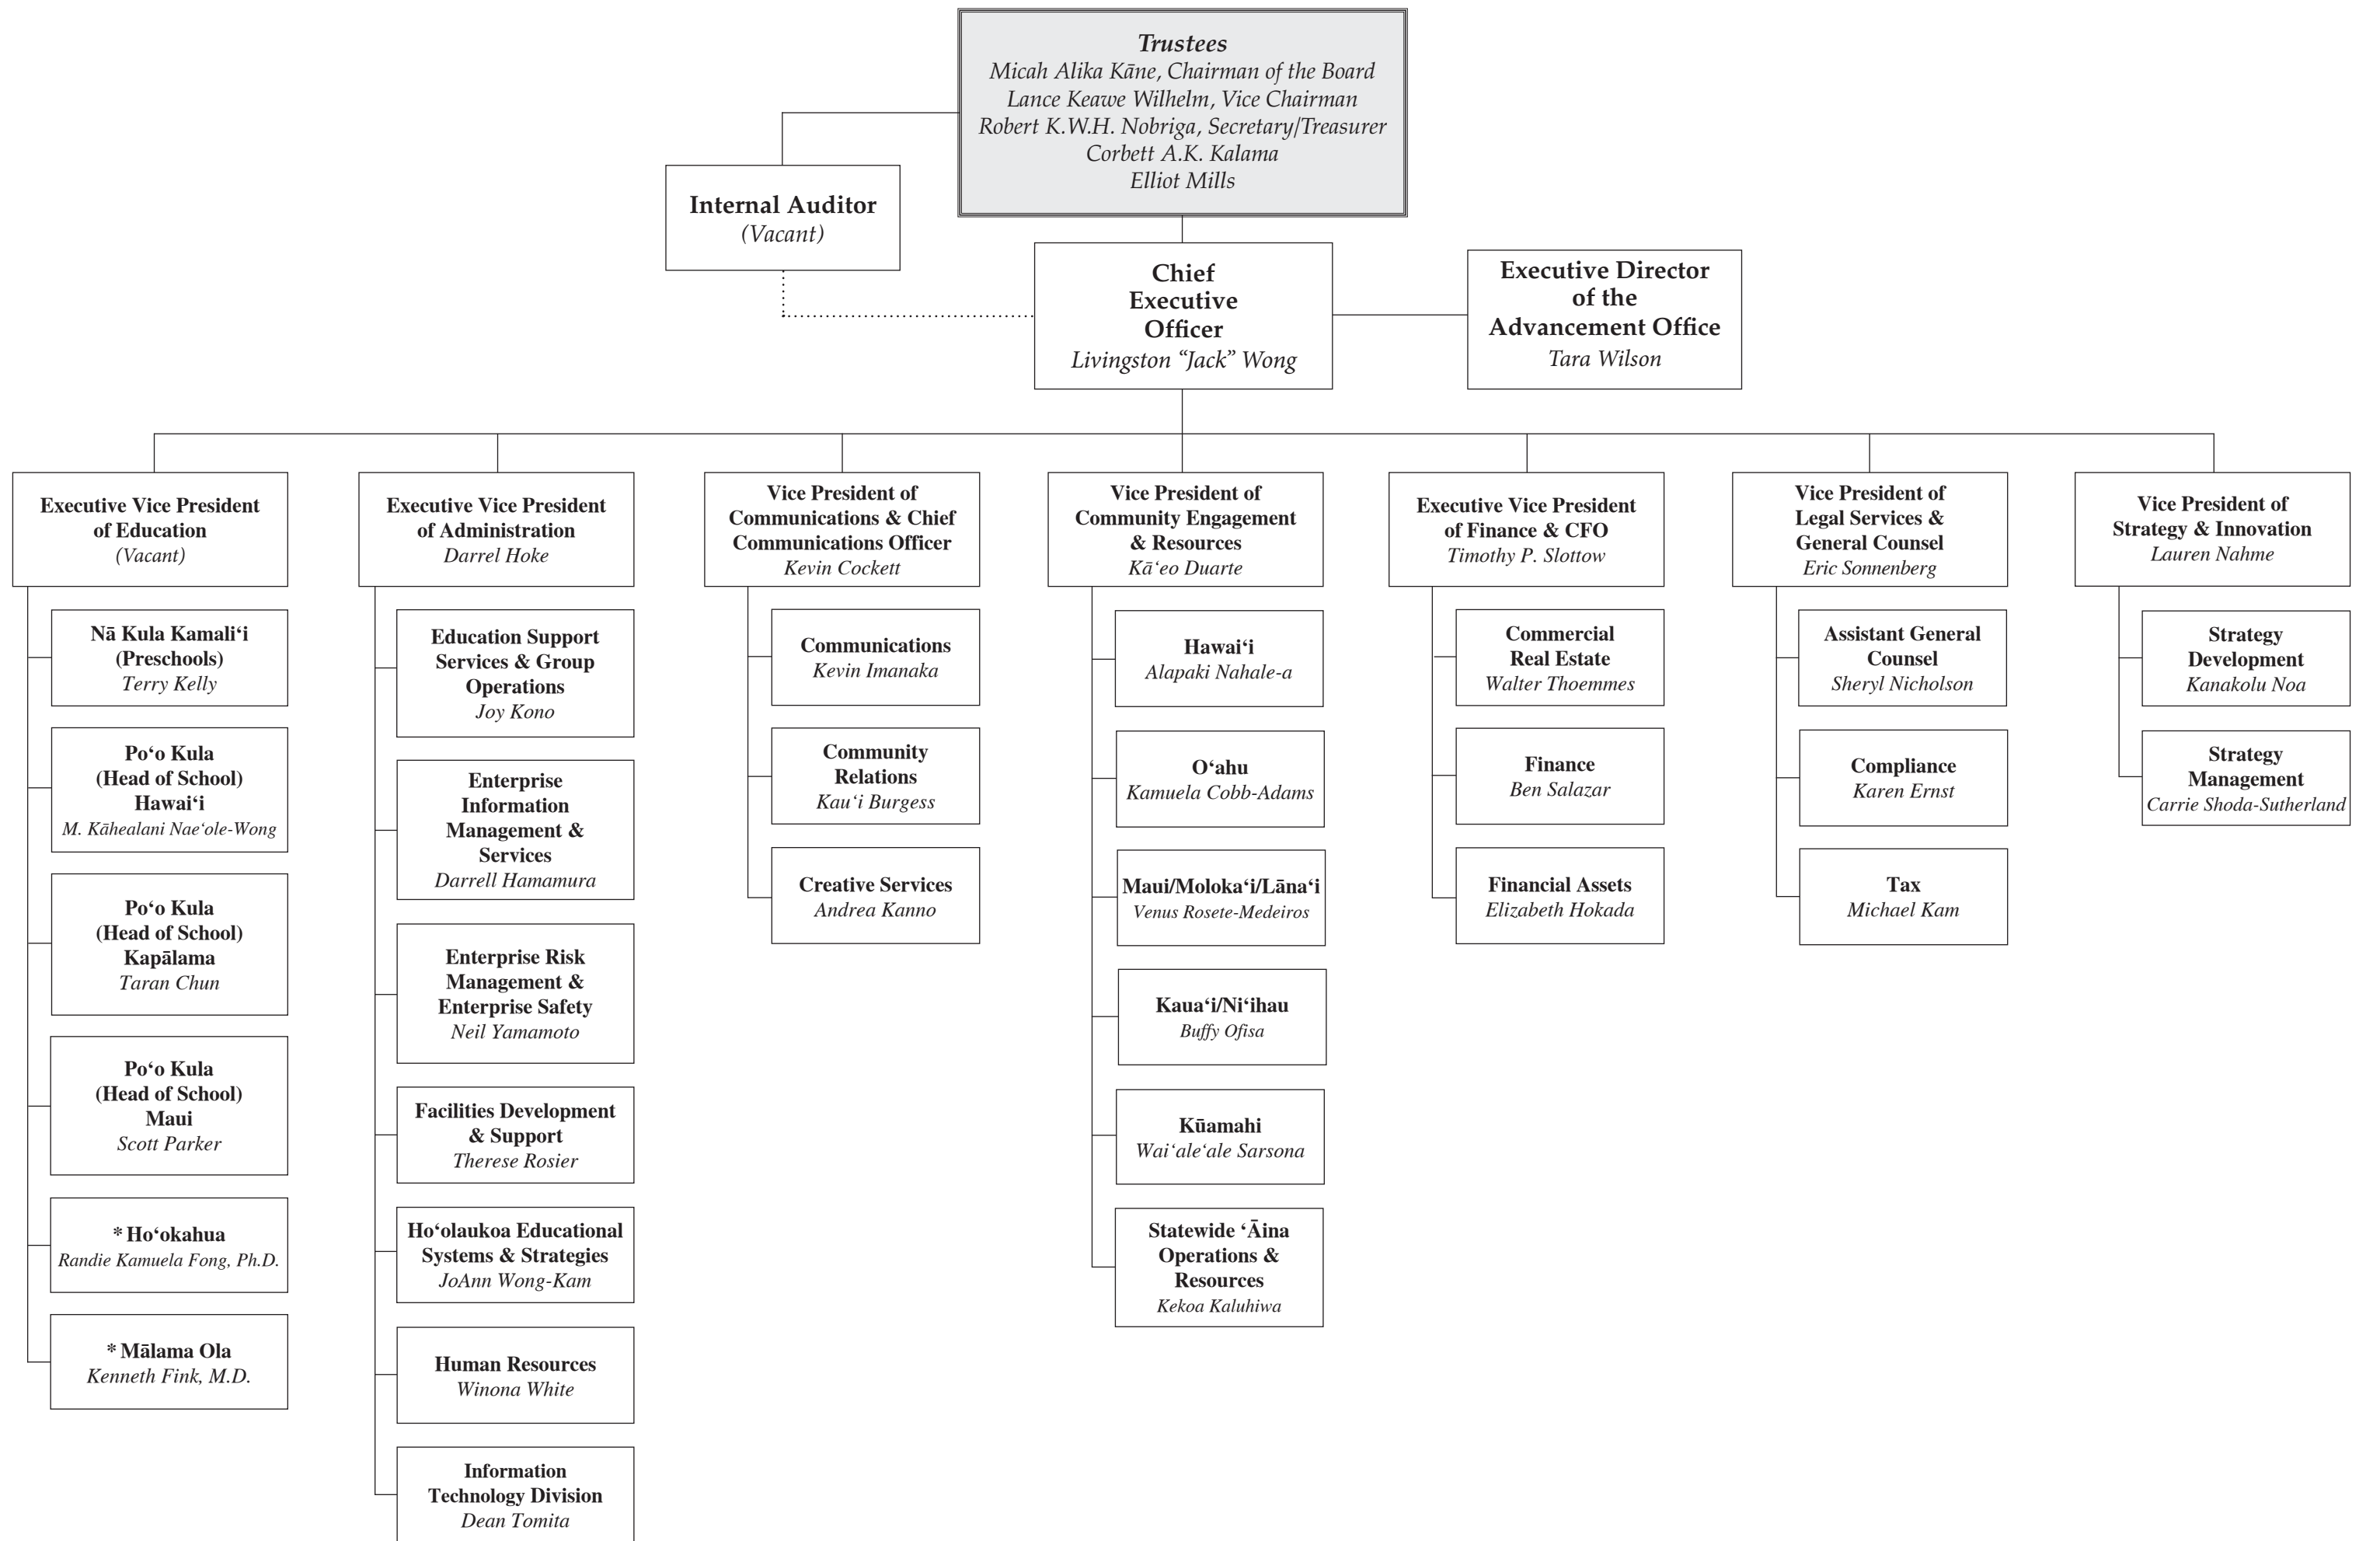 Trustees
Micah Alika Kāne, Chairman of the Board
Lance Keawe Wilhelm, Vice Chairman
Robert K.W.H. Nobriga, Secretary/Treasurer
Corbett A.K. Kalama
Elliot Mills
Internal Auditor
(Vacant)
Chief
Executive
Officer
Livingston “Jack” Wong
Executive Director
of the
Advancement Office
Tara Wilson
Executive Vice President
of Education
(Vacant)
Nā Kula Kamali‘i
(Preschools)
Terry Kelly
Po‘o Kula
(Head of School)
Hawai‘i
M. Kāhealani Nae‘ole-Wong
Po‘o Kula
(Head of School)
Kapālama
Taran Chun
Po‘o Kula
(Head of School)
Maui
Scott Parker
* Ho‘okahua
Randie Kamuela Fong, Ph.D.
* Mālama Ola
Kenneth Fink, M.D.
Executive Vice President
of Administration
Darrel Hoke
Education Support
Services & Group
Operations
Joy Kono
Enterprise
Information
Management &
Services
Darrell Hamamura
Enterprise Risk
Management &
Enterprise Safety
Neil Yamamoto
Facilities Development
& Support
Therese Rosier
Ho‘olaukoa Educational
Systems & Strategies
JoAnn Wong-Kam
Human Resources
Winona White
Information
Technology Division
Dean Tomita
Vice President of
Communications & Chief
Communications Officer
Kevin Cockett
Communications
Kevin Imanaka
Community
Relations
Kau‘i Burgess
Creative Services
Andrea Kanno
Vice President of
Community Engagement
& Resources
Kā‘eo Duarte
Hawai‘i
Alapaki Nahale-a
O‘ahu
Kamuela Cobb-Adams
Maui/Moloka‘i/Lāna‘i
Venus Rosete-Medeiros
Kaua‘i/Ni‘ihau
Buffy Ofisa
Kūamahi
Wai‘ale‘ale Sarsona
Statewide ‘Āina
Operations &
Resources
Kekoa Kaluhiwa
Executive Vice President
of Finance & CFO
Timothy P. Slottow
Commercial
Real Estate
Walter Thoemmes
Finance
Ben Salazar
Financial Assets
Elizabeth Hokada
Vice President of
Legal Services &
General Counsel
Eric Sonnenberg
Assistant General
Counsel
Sheryl Nicholson
Compliance
Karen Ernst
Tax
Michael Kam
Vice President of
Strategy & Innovation
Lauren Nahme
Strategy
Development
Kanakolu Noa
Strategy
Management
Carrie Shoda-Sutherland